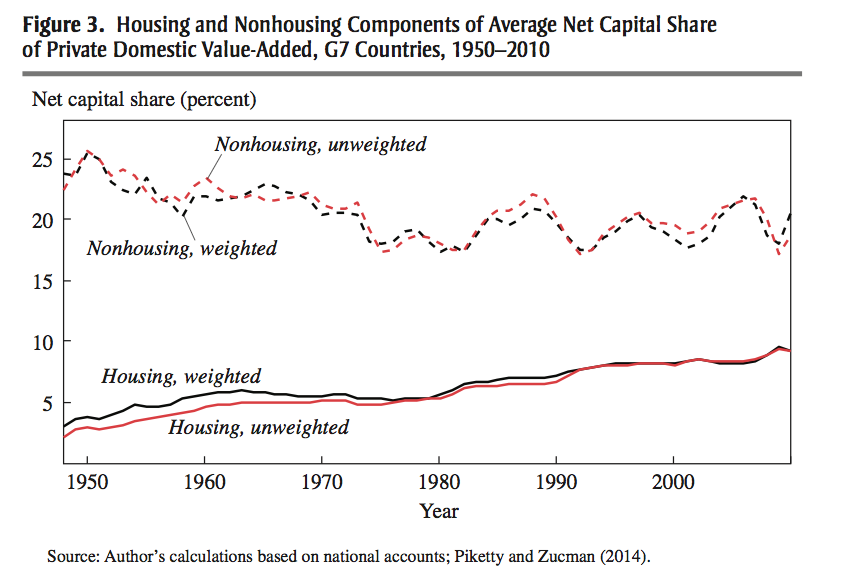 Figure 3. Housing and Nonhousing Components of Average Net Capital Share
of Private Domestic Value-Added, G7 Countries, 1950–2010
Net capital share (percent)
Nonhousing, unweighted
25
20
Nonhousing, weighted
15
10
Housing, weighted
5
Housing, unweighted
1950 1960 1970 1980 1990 2000
Year
Source: Author's calculations based on national accounts; Piketty and Zucman (2014).